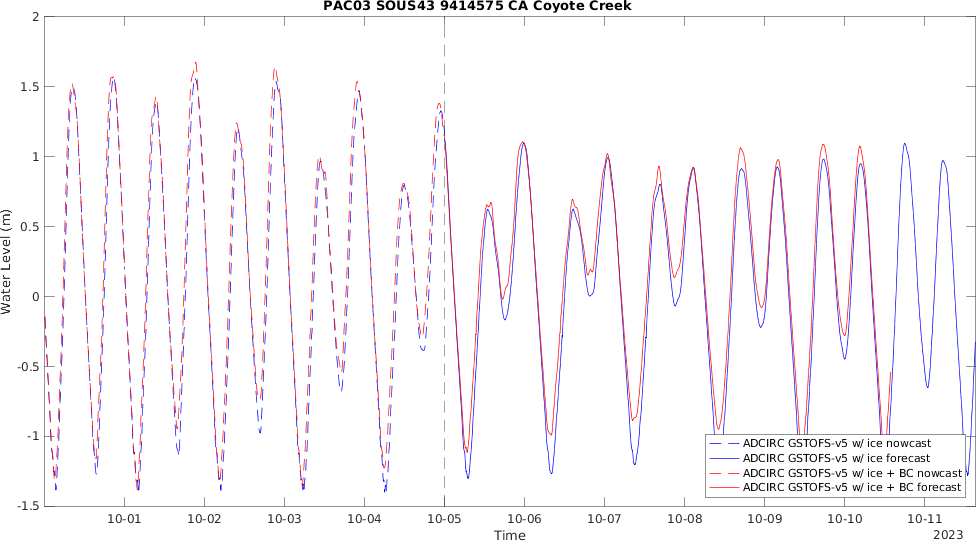 PAC03 SOUS43 9414575 CA Coyote Creek
2
1.5
1
0.5
0
-0.5
-1
-1.5
Water Level (m)
10-01
10-02
10-03
10-04
10-05
10-06
10-07
10-08
10-09
10-10
10-11
Time
2023
ADCIRC GSTOFS-v5 w/ ice nowcast
ADCIRC GSTOFS-v5 w/ ice forecast
ADCIRC GSTOFS-v5 w/ ice + BC nowcast
ADCIRC GSTOFS-v5 w/ ice + BC forecast